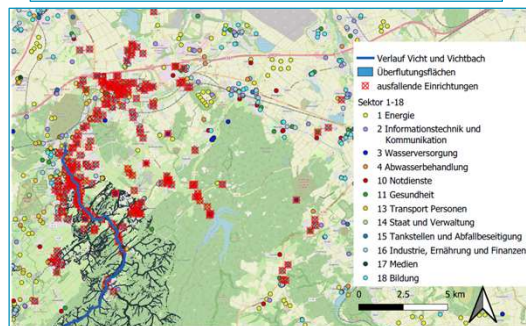 Verlauf Vicht und Vichtbach
Überflutungsflächen
ausfallende Einrichtungen
Sektor 1-18
1 Energie
2 Informationstechnik und
Kommunikation
3 Wasserversorgung
4 Abwasserbehandlung
10 Notdienste
11 Gesundheit
13 Transport Personen
14 Staat und Verwaltung
15 Tankstellen und Abfallbeseitigung
16 Industrie, Ernährung und Finanzen
17 Medien
18 Bildung
0 2.5 5 km